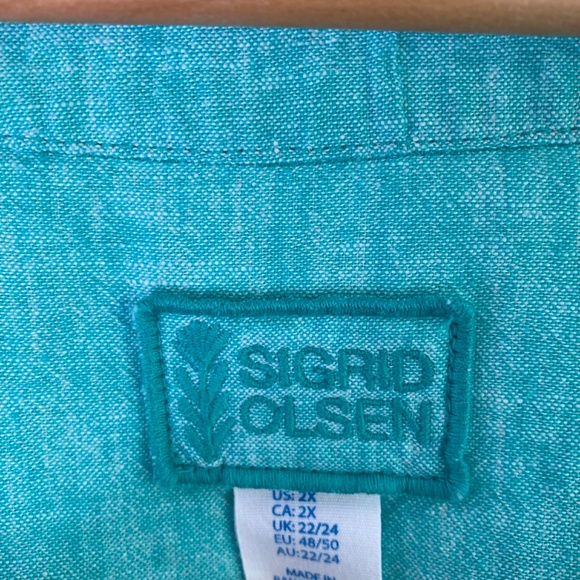 SIGRID
OLSEN
US: 2X
CA: 2X
UK: 22/24
EU: 48/50
AU: 22/24
MADE IN